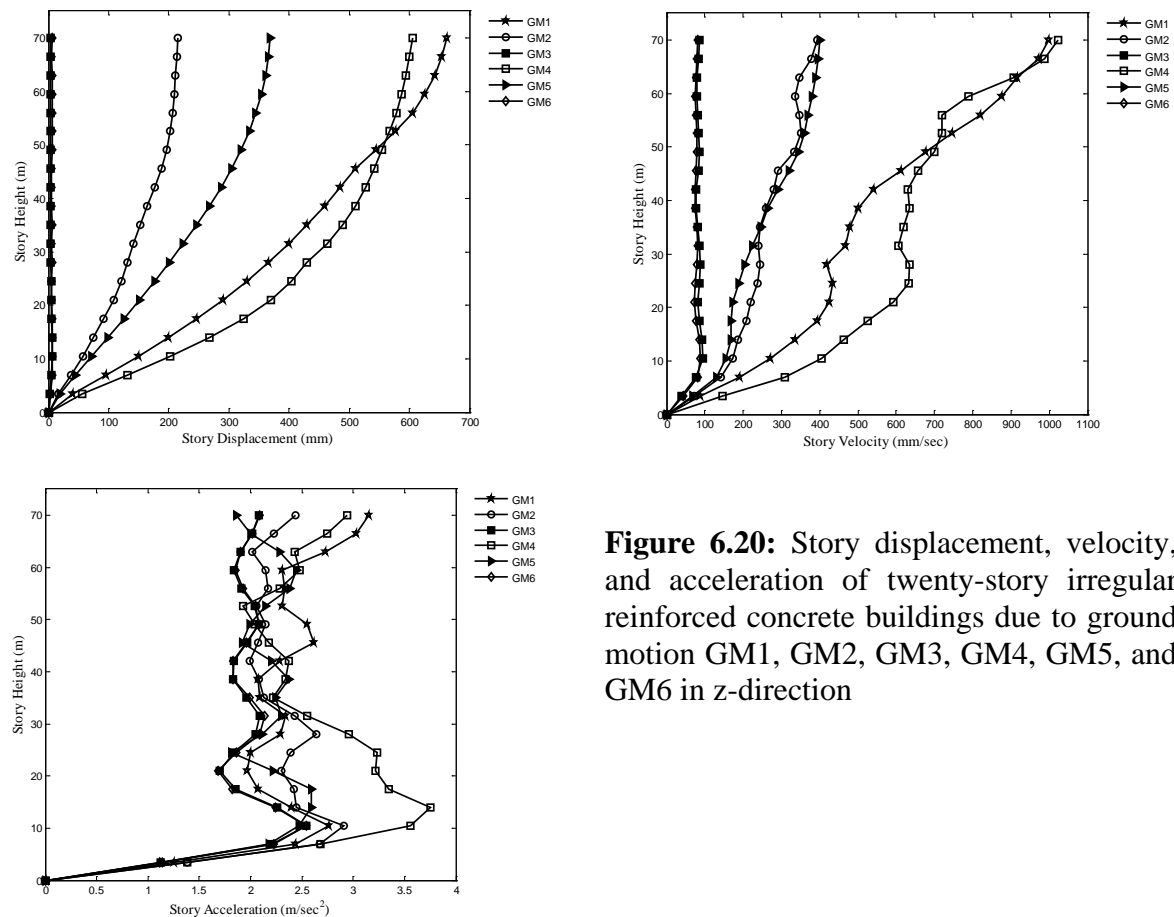 70
60
50
40
30
20
10
0
Story Height (m)
0 100 200 300 400 500 600 700
Story Displacement (mm)
GM1
GM2
GM3
GM4
GM5
GM6
70
60
50
40
30
20
10
0
Story Height (m)
0 100 200 300 400 500 600 700 800 900 1000 1100
Story Velocity (mm/sec)
GM1
GM2
GM3
GM4
GM5
GM6
70
60
50
40
30
20
10
0
Story Height (m)
0 0.5 1 1.5 2 2.5 3 3.5 4
Story Acceleration (m/sec²)
GM1
GM2
GM3
GM4
GM5
GM6
Figure 6.20: Story displacement, velocity,
and acceleration of twenty-story irregular
reinforced concrete buildings due to ground
motion GM1, GM2, GM3, GM4, GM5, and
GM6 in z-direction